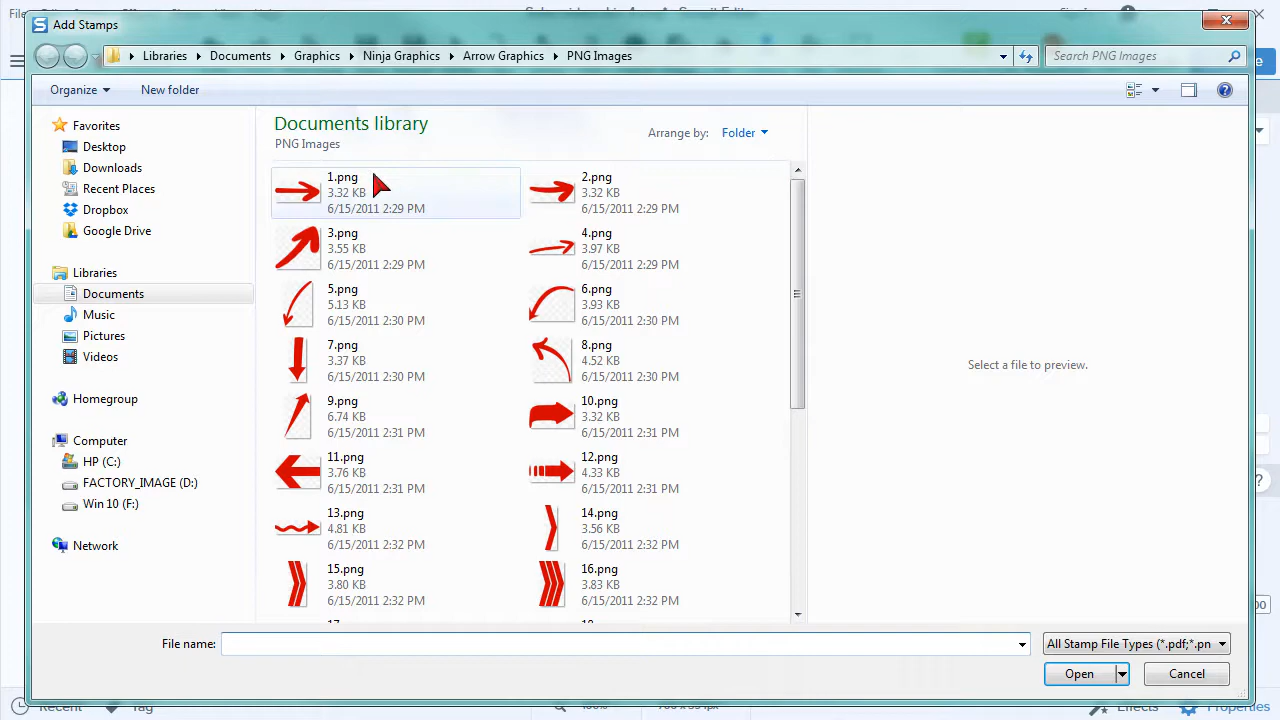 Add Stamps
Libraries Documents Graphics Ninja Graphics Arrow Graphics PNG Images
Search PNG Images
Organize New folder
Documents library
PNG Images
Arrange by: Folder
Favorites
Desktop
Downloads
Recent Places
Dropbox
Google Drive
Libraries
Documents
Music
Pictures
Videos
Homegroup
Computer
HP (C:)
FACTORY_IMAGE (D:)
Win 10 (F:)
Network
1.png
3.32 KB
6/15/2011 2:29 PM
2.png
3.32 KB
6/15/2011 2:29 PM
3.png
3.55 KB
6/15/2011 2:29 PM
4.png
3.97 KB
6/15/2011 2:29 PM
5.png
5.13 KB
6/15/2011 2:30 PM
6.png
3.93 KB
6/15/2011 2:30 PM
7.png
3.37 KB
6/15/2011 2:30 PM
8.png
4.52 KB
6/15/2011 2:30 PM
9.png
6.74 KB
6/15/2011 2:31 PM
10.png
3.32 KB
6/15/2011 2:31 PM
11.png
3.76 KB
6/15/2011 2:31 PM
12.png
4.33 KB
6/15/2011 2:31 PM
13.png
4.81 KB
6/15/2011 2:32 PM
14.png
3.56 KB
6/15/2011 2:32 PM
15.png
3.80 KB
6/15/2011 2:32 PM
16.png
3.83 KB
6/15/2011 2:32 PM
Select a file to preview.
File name:
All Stamp File Types (*.pdf;*.pn
Open
Cancel
Recent Tag
Effects Properties